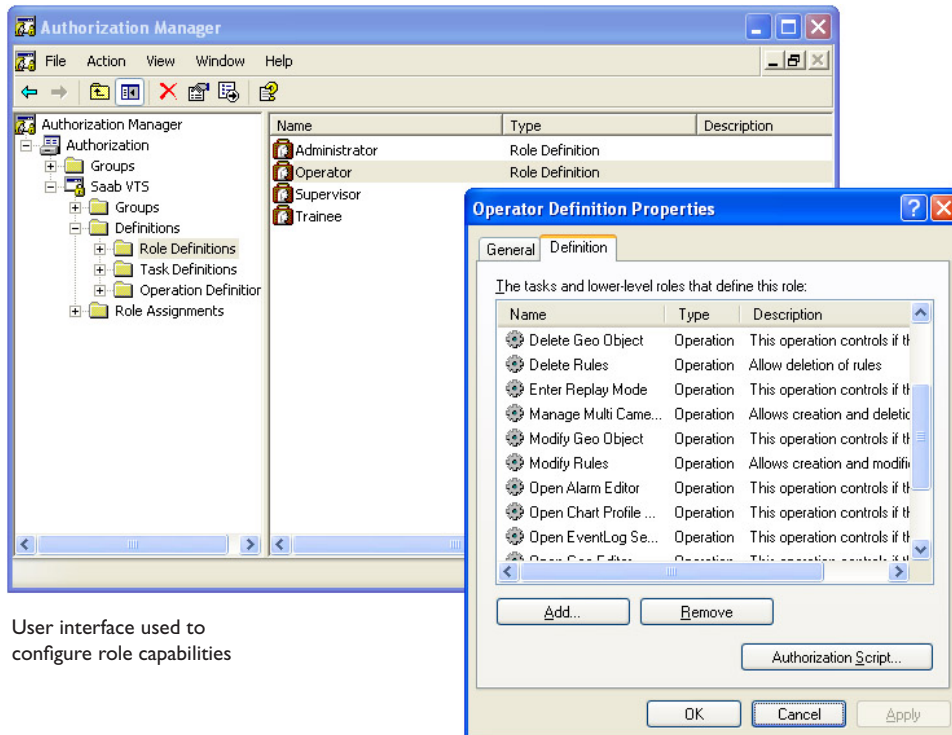 Authorization Manager
File Action View Window Help
Authorization Manager
Authorization
Groups
Saab VTS
Groups
Definitions
Role Definitions
Task Definitions
Operation Definition
Role Assignments
Name Type Description
Administrator Role Definition
Operator Role Definition
Supervisor
Trainee
Operator Definition Properties
General Definition
The tasks and lower-level roles that define this role:
Name Type Description
Delete Geo Object Operation This operation controls if th
Delete Rules Operation Allow deletion of rules
Enter Replay Mode Operation This operation controls if th
Manage Multi Came... Operation Allows creation and deletic
Modify Geo Object Operation This operation controls if th
Modify Rules Operation Allows creation and modifi
Open Alarm Editor Operation This operation controls if th
Open Chart Profile ... Operation This operation controls if th
Open EventLog Se... Operation This operation controls if th
Add... Remove
Authorization Script...
OK Cancel Apply
User interface used to
configure role capabilities